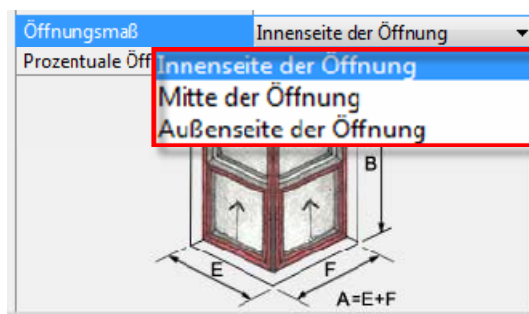 Öffnungsmaß Innenseite der Öffnung
Prozentuale Öff
Innenseite der Öffnung
Mitte der Öffnung
Außenseite der Öffnung
B
E F
A=E+F